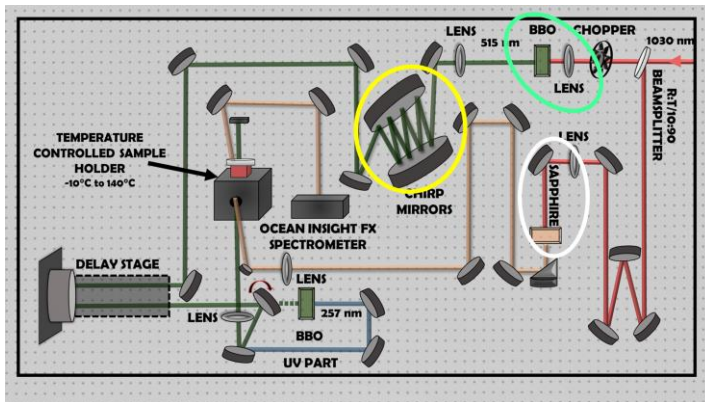 LENS
515 nm
BBO
CHOPPER
1030 nm
LENS
R:T/10:90
BEAMSPLITTER
TEMPERATURE
CONTROLLED SAMPLE
HOLDER
-10°C to 140°C
LENS
SAPPHIRE
CHIRP
MIRRORS
OCEAN INSIGHT FX
SPECTROMETER
DELAY STAGE
LENS
LENS
257 nm
BBO
UV PART